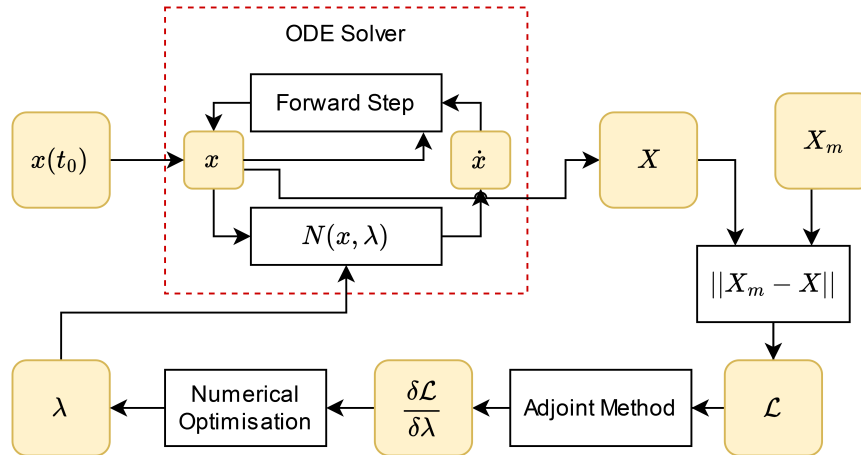 ODE Solver
Forward Step
x(t₀)
x
ẋ
X
Xₘ
N(x, λ)
||Xₘ − X||
λ
Numerical
Optimisation
δℒ
δλ
Adjoint Method
ℒ